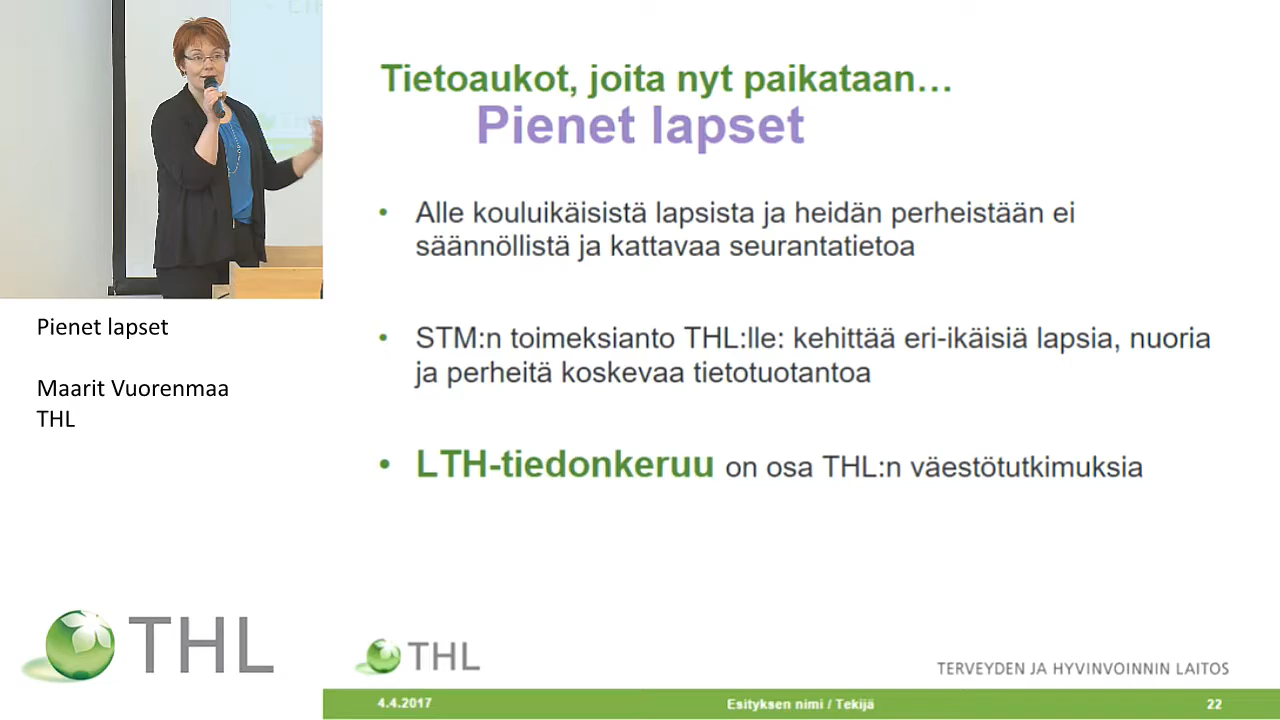 Tietoaukot, joita nyt paikataan...
Pienet lapset
• Alle kouluikäisistä lapsista ja heidän perheistään ei
säännöllistä ja kattavaa seurantatietoa
• STM:n toimeksianto THL:lle: kehittää eri-ikäisiä lapsia, nuoria
ja perheitä koskevaa tietotuotantoa
• LTH-tiedonkeruu on osa THL:n väestötutkimuksia
Pienet lapset
Maarit Vuorenmaa
THL
THL
THL
TERVEYDEN JA HYVINVOINNIN LAITOS
4.4.2017
Esityksen nimi / Tekijä
22